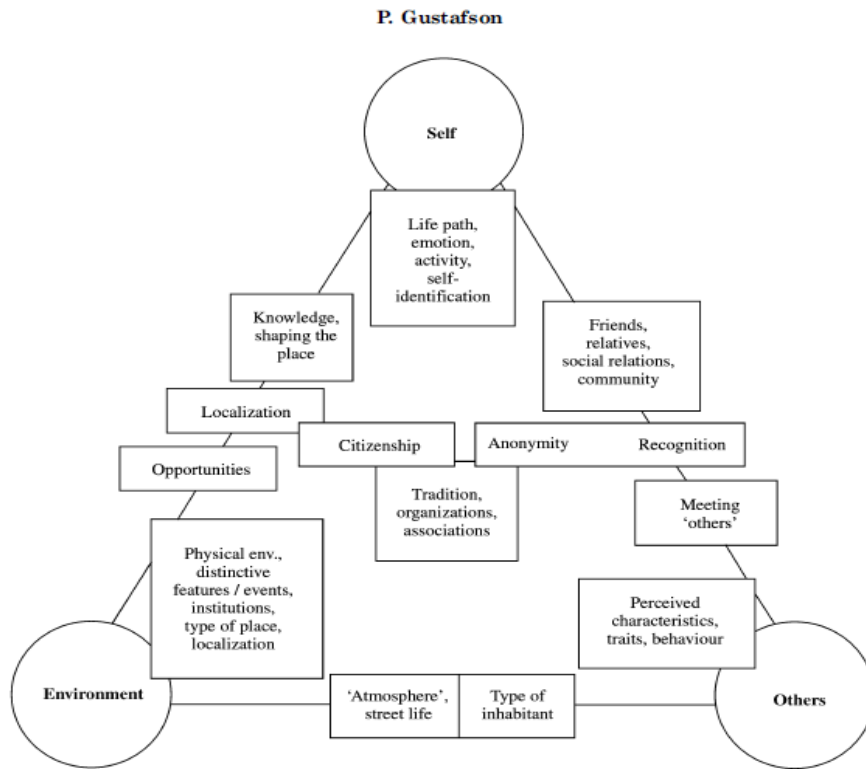 P. Gustafson
Self
Life path,
emotion,
activity,
self-
identification
Knowledge,
shaping the
place
Friends,
relatives,
social relations,
community
Localization
Citizenship
Anonymity
Recognition
Opportunities
Tradition,
organizations,
associations
Meeting
‘others’
Physical env.,
distinctive
features / events,
institutions,
type of place,
localization
Perceived
characteristics,
traits, behaviour
Environment
‘Atmosphere’,
street life
Type of
inhabitant
Others